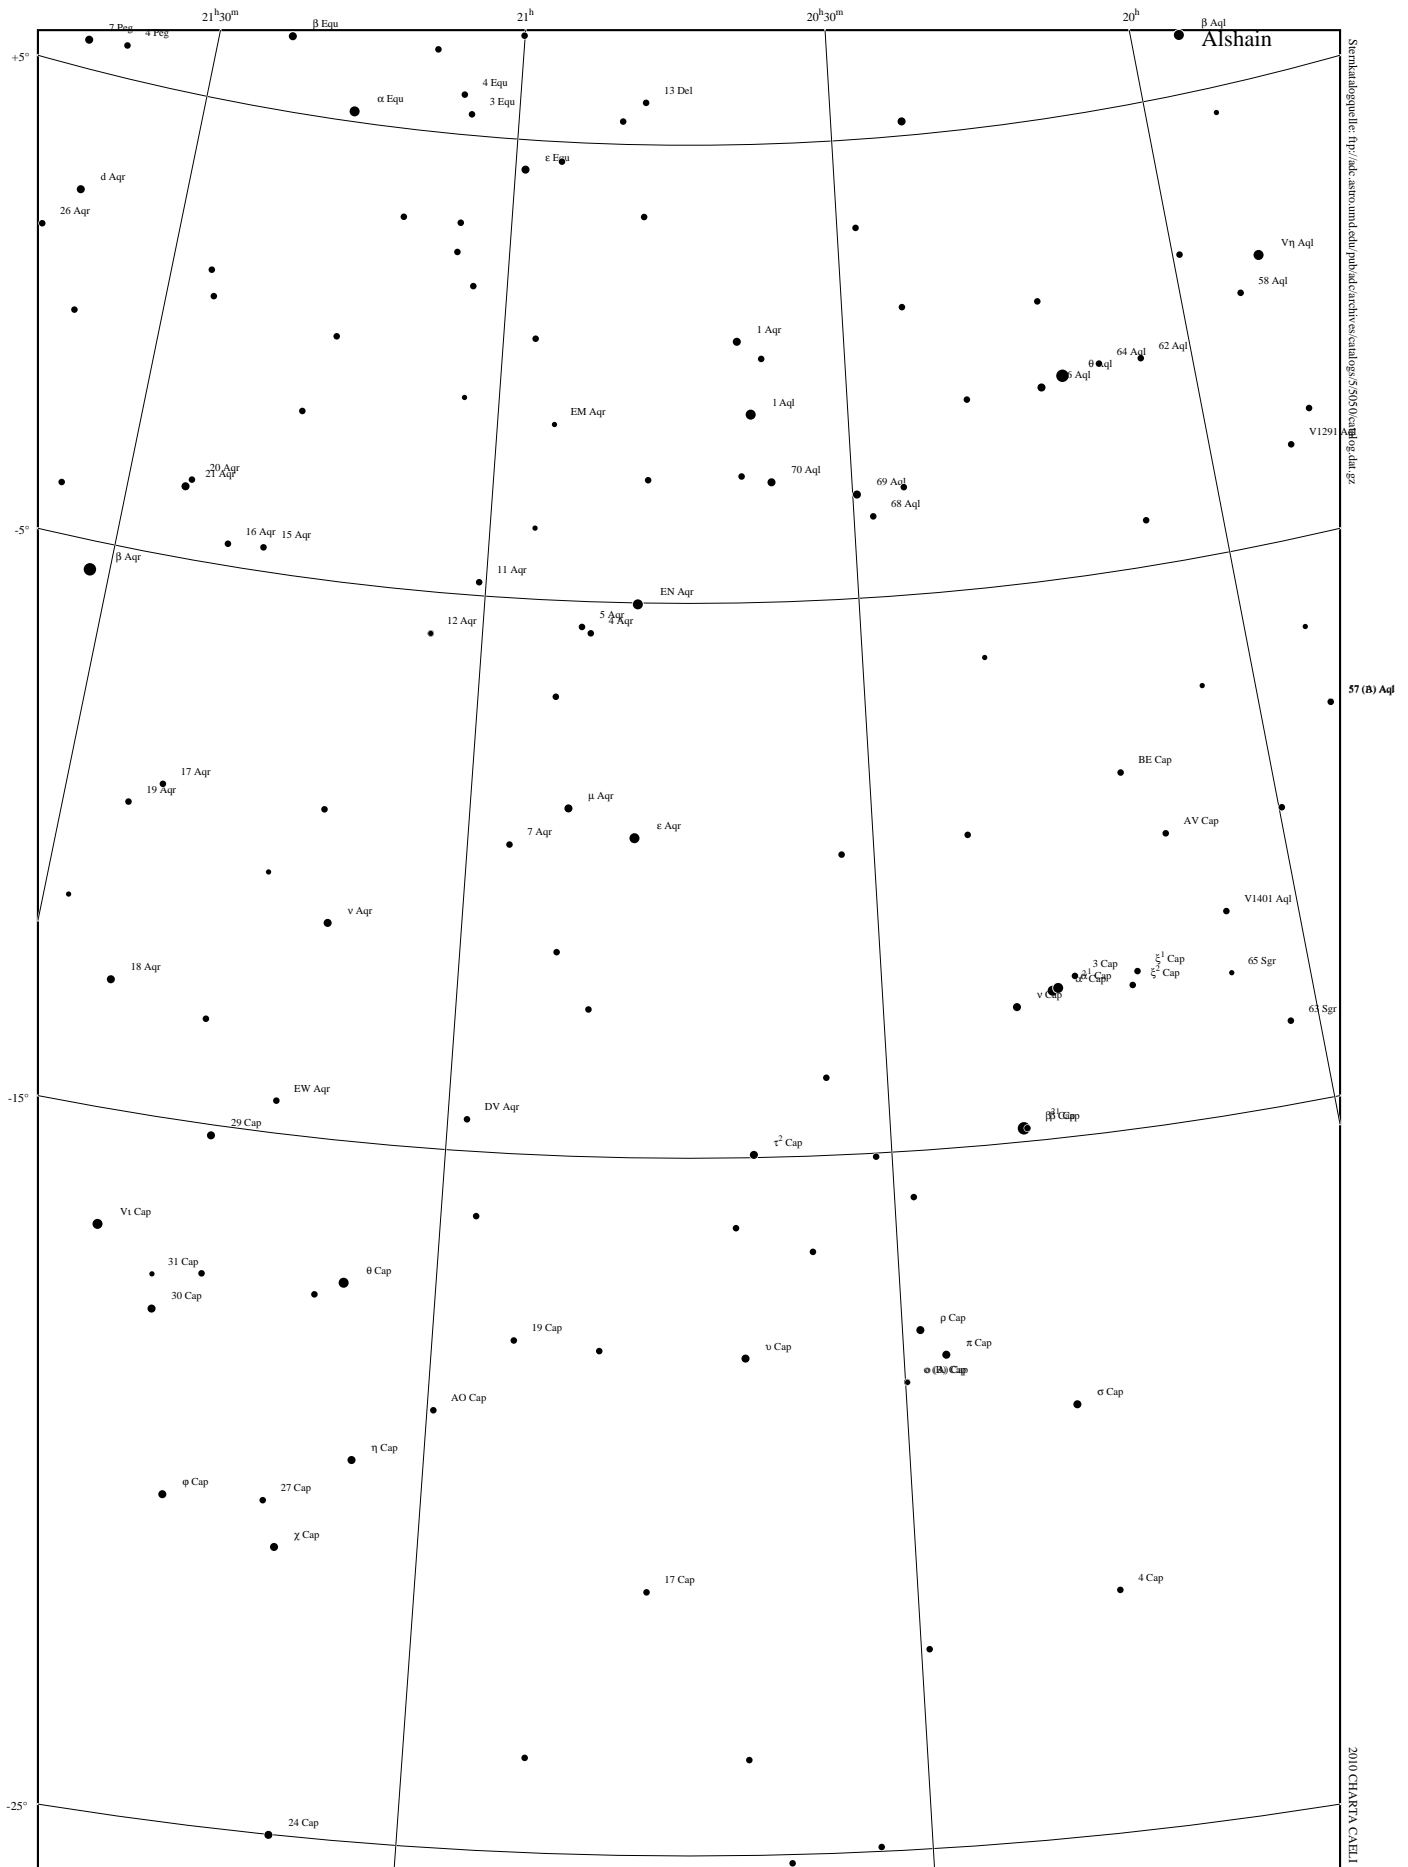 21h30m
21h
20h30m
20h
7 Peg
4 Peg
β Equ
β Aql
Alshain
+5°
4 Equ
α Equ
3 Equ
13 Del
ε Equ
d Aqr
26 Aqr
Vη Aql
58 Aql
1 Aqr
64 Aql
62 Aql
θ Aql
EM Aqr
1 Aql
V1291 Aql
20 Aqr
21 Aqr
70 Aql
69 Aql
68 Aql
-5°
16 Aqr
15 Aqr
β Aqr
11 Aqr
EN Aqr
5 Aqr
4 Aqr
12 Aqr
57 Aql
BE Cap
17 Aqr
19 Aqr
μ Aqr
ε Aqr
7 Aqr
AV Cap
ν Aqr
V1401 Aql
18 Aqr
3 Cap
ξ1 Cap
ξ2 Cap
65 Sgr
ν Cap
63 Sgr
EW Aqr
-15°
DV Aqr
29 Cap
τ2 Cap
Vι Cap
31 Cap
θ Cap
30 Cap
19 Cap
ρ Cap
υ Cap
π Cap
AO Cap
σ Cap
η Cap
φ Cap
27 Cap
χ Cap
17 Cap
4 Cap
-25°
24 Cap
Sternkatalogquelle: ftp://adc.astro.umd.edu/pub/adc/archives/catalogs/5/5050/catalog.dat.gz
2010 CHARTA CAELI